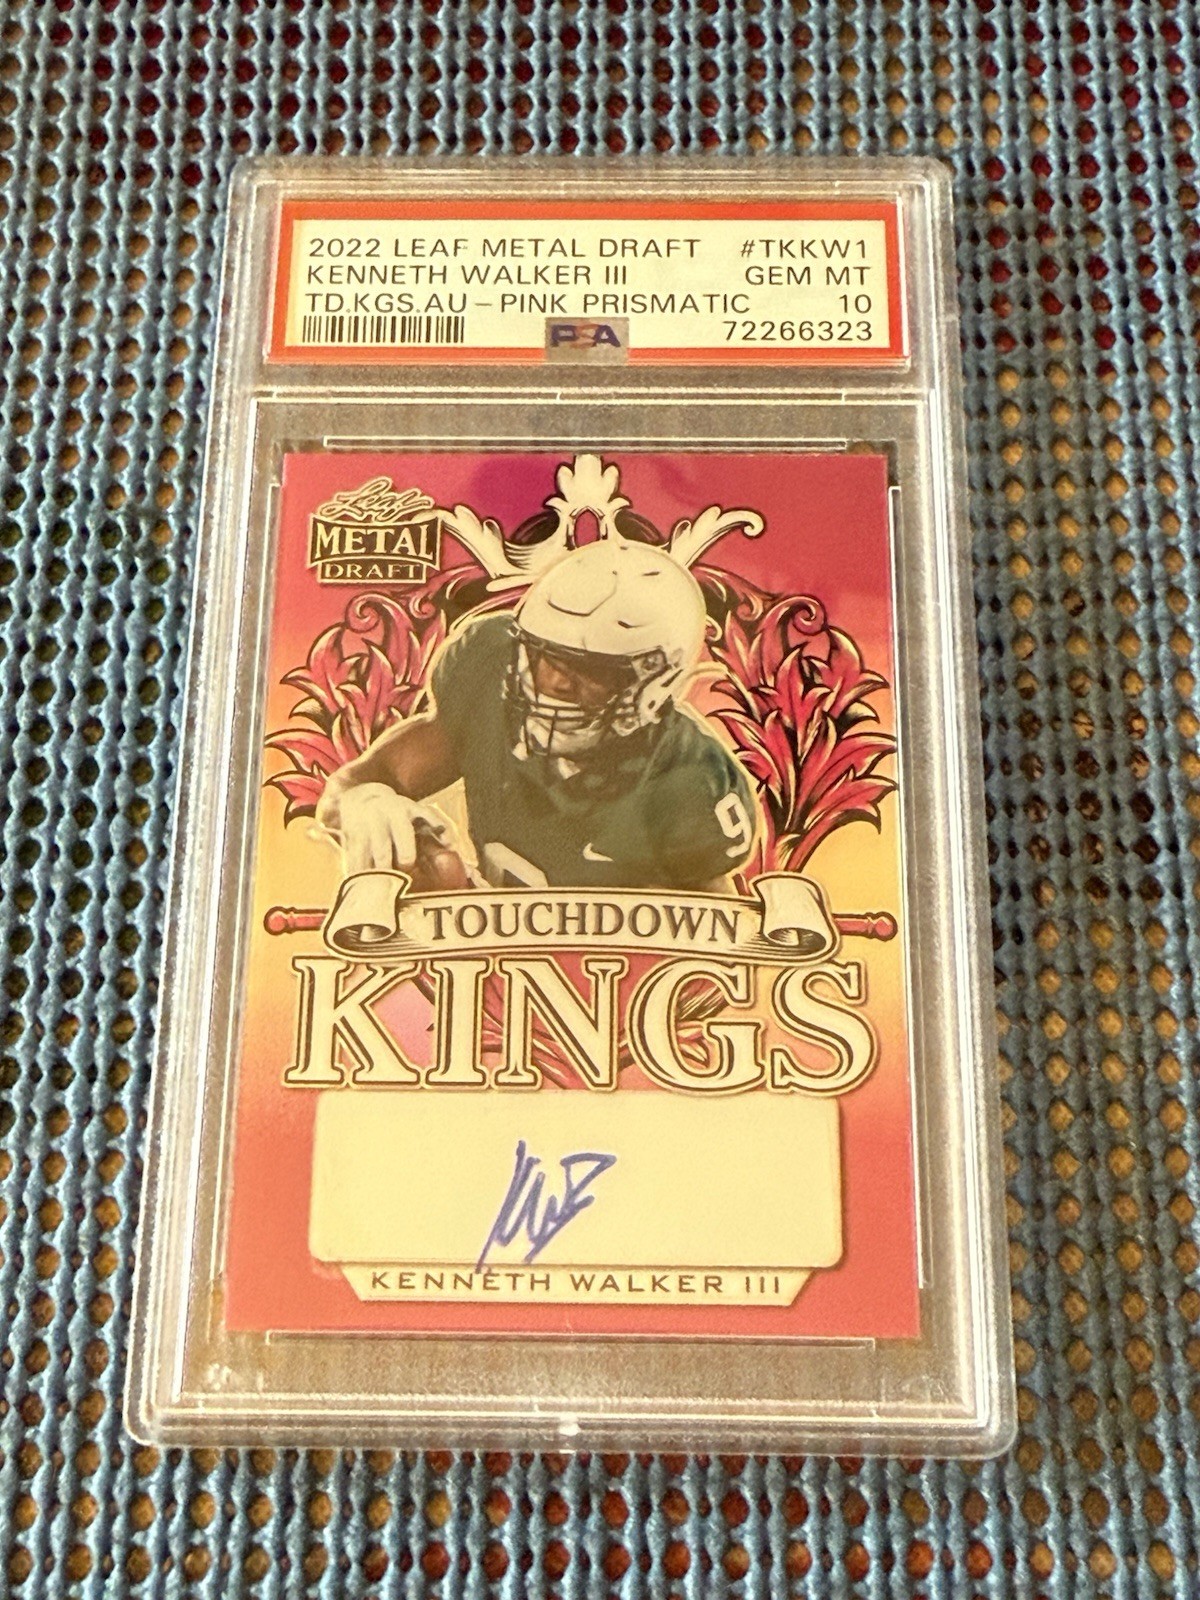 2022 LEAF METAL DRAFT #TKKW1
KENNETH WALKER III GEM MT
TD.KGS.AU-PINK PRISMATIC 10
PSA 72266323
Leaf
METAL
DRAFT
9
TOUCHDOWN
KINGS
KENNETH WALKER III